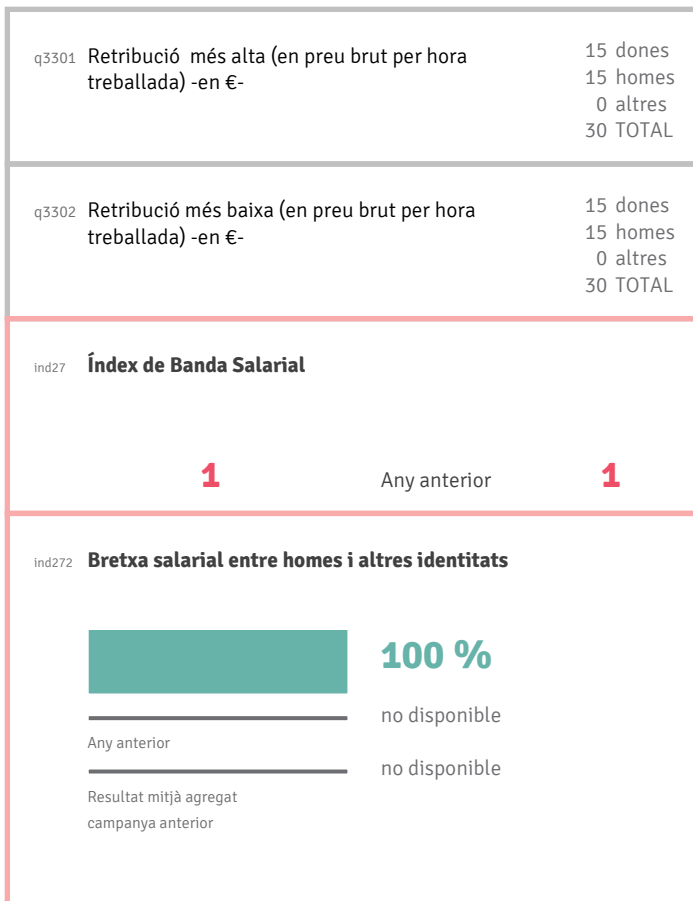 q3301 Retribució  més alta (en preu brut per hora
treballada) -en €-
15 dones
15 homes
0 altres
30 TOTAL
q3302 Retribució més baixa (en preu brut per hora
treballada) -en €-
15 dones
15 homes
0 altres
30 TOTAL
ind27 Índex de Banda Salarial
1 Any anterior 1
ind272 Bretxa salarial entre homes i altres identitats
100 %
no disponible
Any anterior
no disponible
Resultat mitjà agregat
campanya anterior